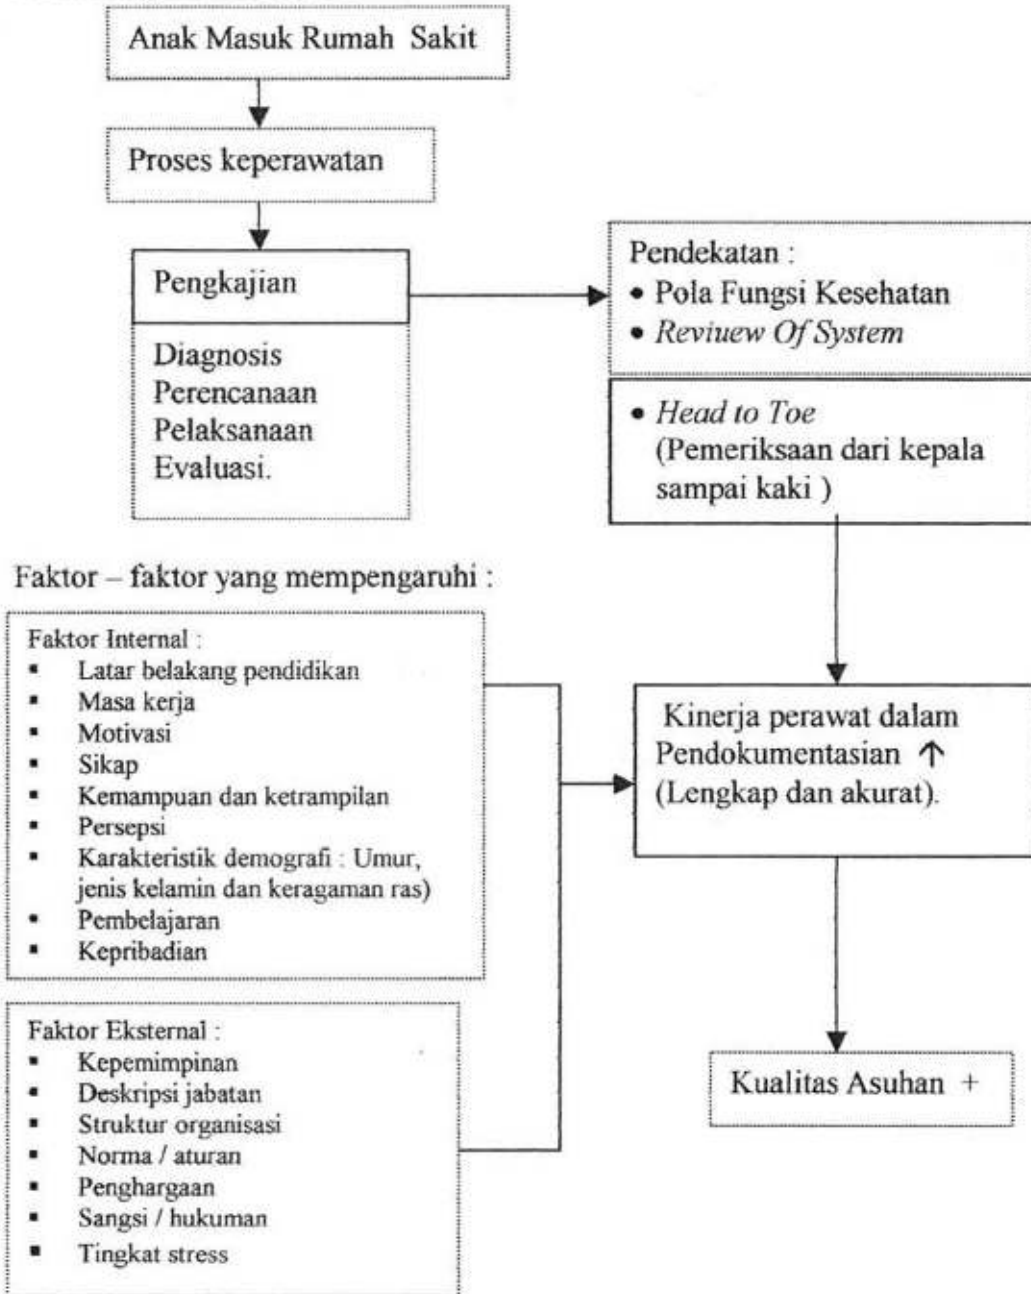 Anak Masuk Rumah Sakit
Proses keperawatan
Pengkajian
Diagnosis
Perencanaan
Pelaksanaan
Evaluasi.
Pendekatan :
• Pola Fungsi Kesehatan
• Reviuew Of System
• Head to Toe
(Pemeriksaan dari kepala
sampai kaki )
Faktor – faktor yang mempengaruhi :
Faktor Internal :
▪ Latar belakang pendidikan
▪ Masa kerja
▪ Motivasi
▪ Sikap
▪ Kemampuan dan ketrampilan
▪ Persepsi
▪ Karakteristik demografi : Umur,
jenis kelamin dan keragaman ras)
▪ Pembelajaran
▪ Kepribadian
Kinerja perawat dalam
Pendokumentasian ↑
(Lengkap dan akurat).
Faktor Eksternal :
▪ Kepemimpinan
▪ Deskripsi jabatan
▪ Struktur organisasi
▪ Norma / aturan
▪ Penghargaan
▪ Sangsi / hukuman
▪ Tingkat stress
Kualitas Asuhan +